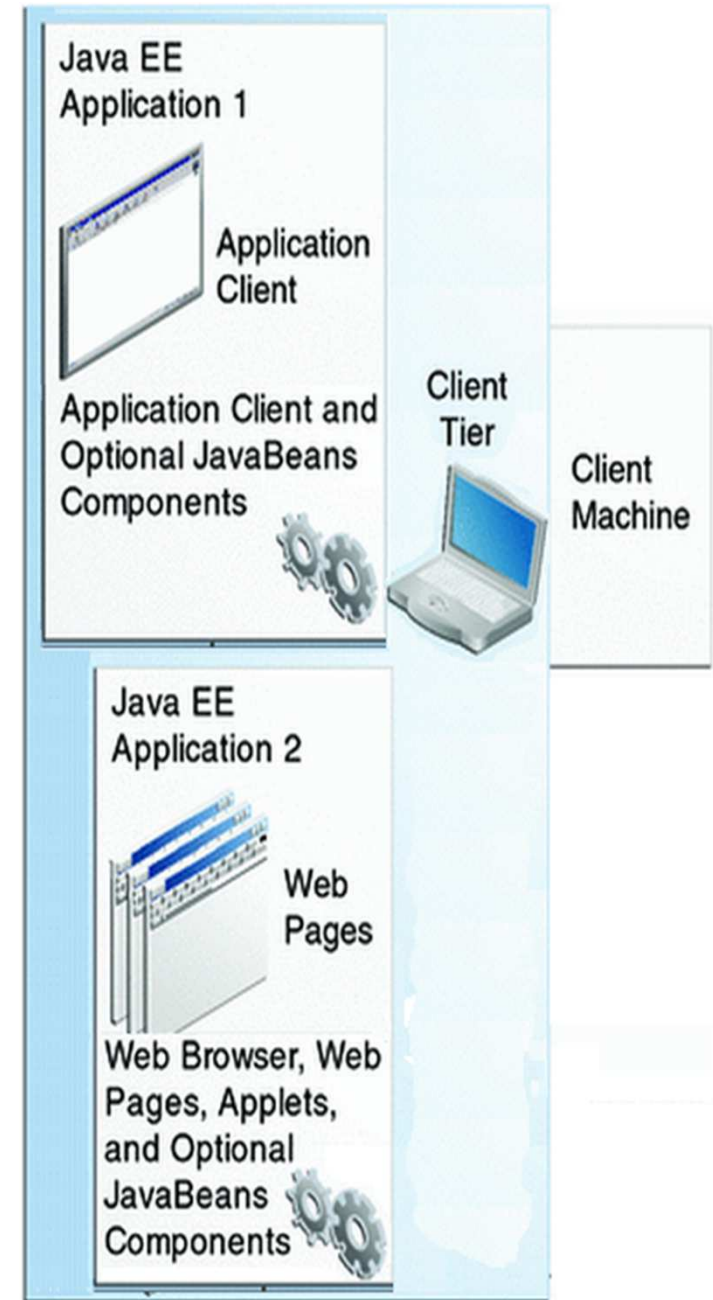 Java EE
Application 1
Application
Client
Application Client and
Optional JavaBeans
Components
Client
Tier
Client
Machine
Java EE
Application 2
Web
Pages
Web Browser, Web
Pages, Applets,
and Optional
JavaBeans
Components